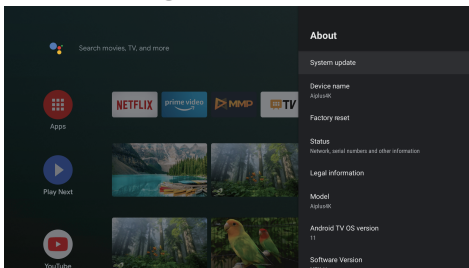 Search movies, TV, and more
Apps
NETFLIX
prime video
MMP
TV
Play Next
YouTube
About
System update
Device name
Aiplus4K
Factory reset
Status
Network, serial numbers and other information
Legal information
Model
Aiplus4K
Android TV OS version
11
Software Version